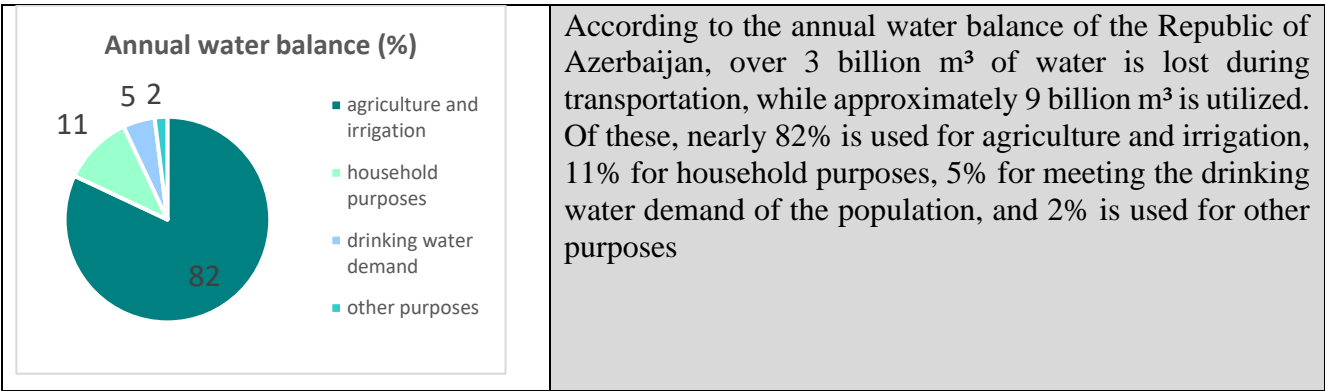 Annual water balance (%)
5 2
11
82
agriculture and
irrigation
household
purposes
drinking water
demand
other purposes
According to the annual water balance of the Republic of
Azerbaijan, over 3 billion m³ of water is lost during
transportation, while approximately 9 billion m³ is utilized.
Of these, nearly 82% is used for agriculture and irrigation,
11% for household purposes, 5% for meeting the drinking
water demand of the population, and 2% is used for other
purposes